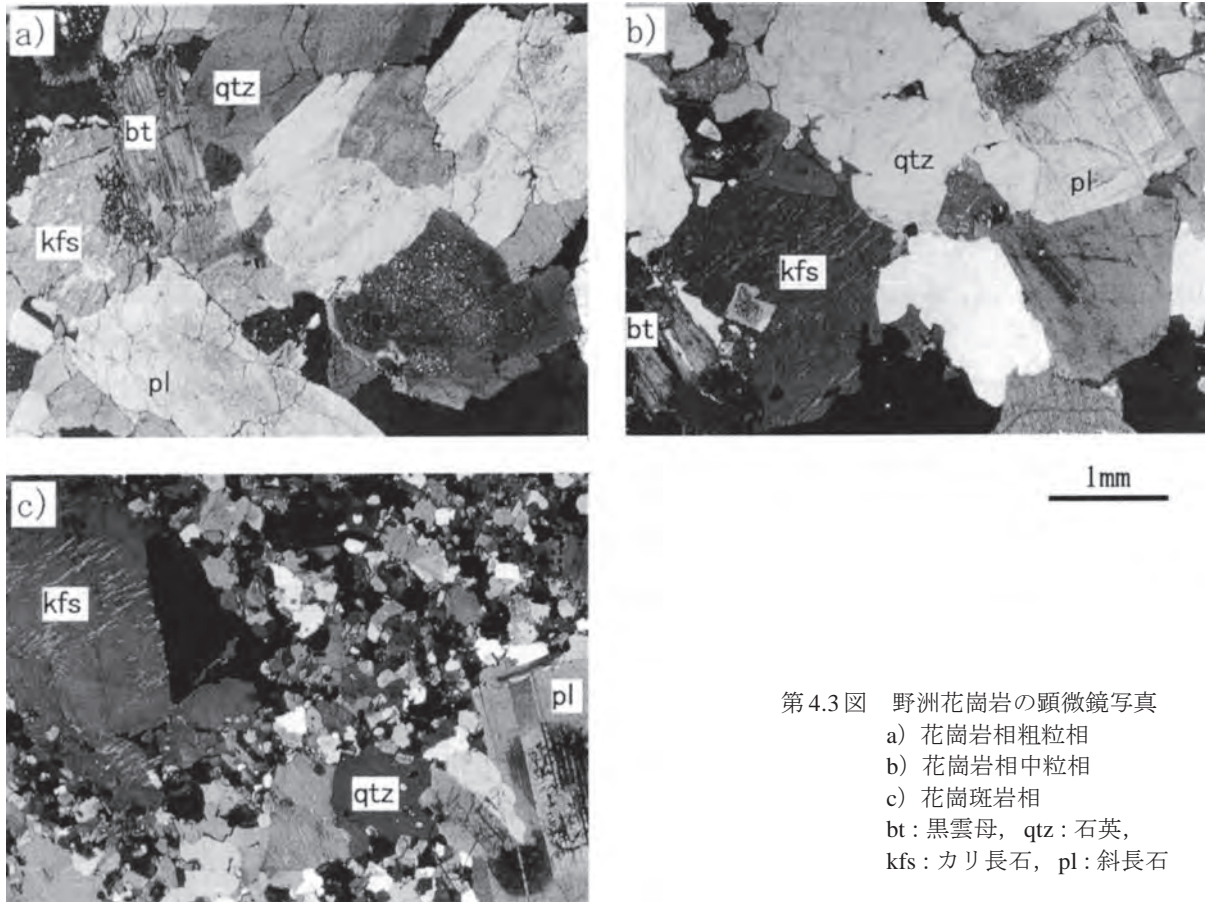 a)
qtz
bt
kfs
pl
b)
qtz
pl
kfs
bt
1mm
c)
kfs
pl
qtz
第4.3図 野洲花崗岩の顕微鏡写真
a）花崗岩相粗粒相
b）花崗岩相中粒相
c）花崗斑岩相
bt : 黒雲母，qtz : 石英，
kfs : カリ長石，pl : 斜長石